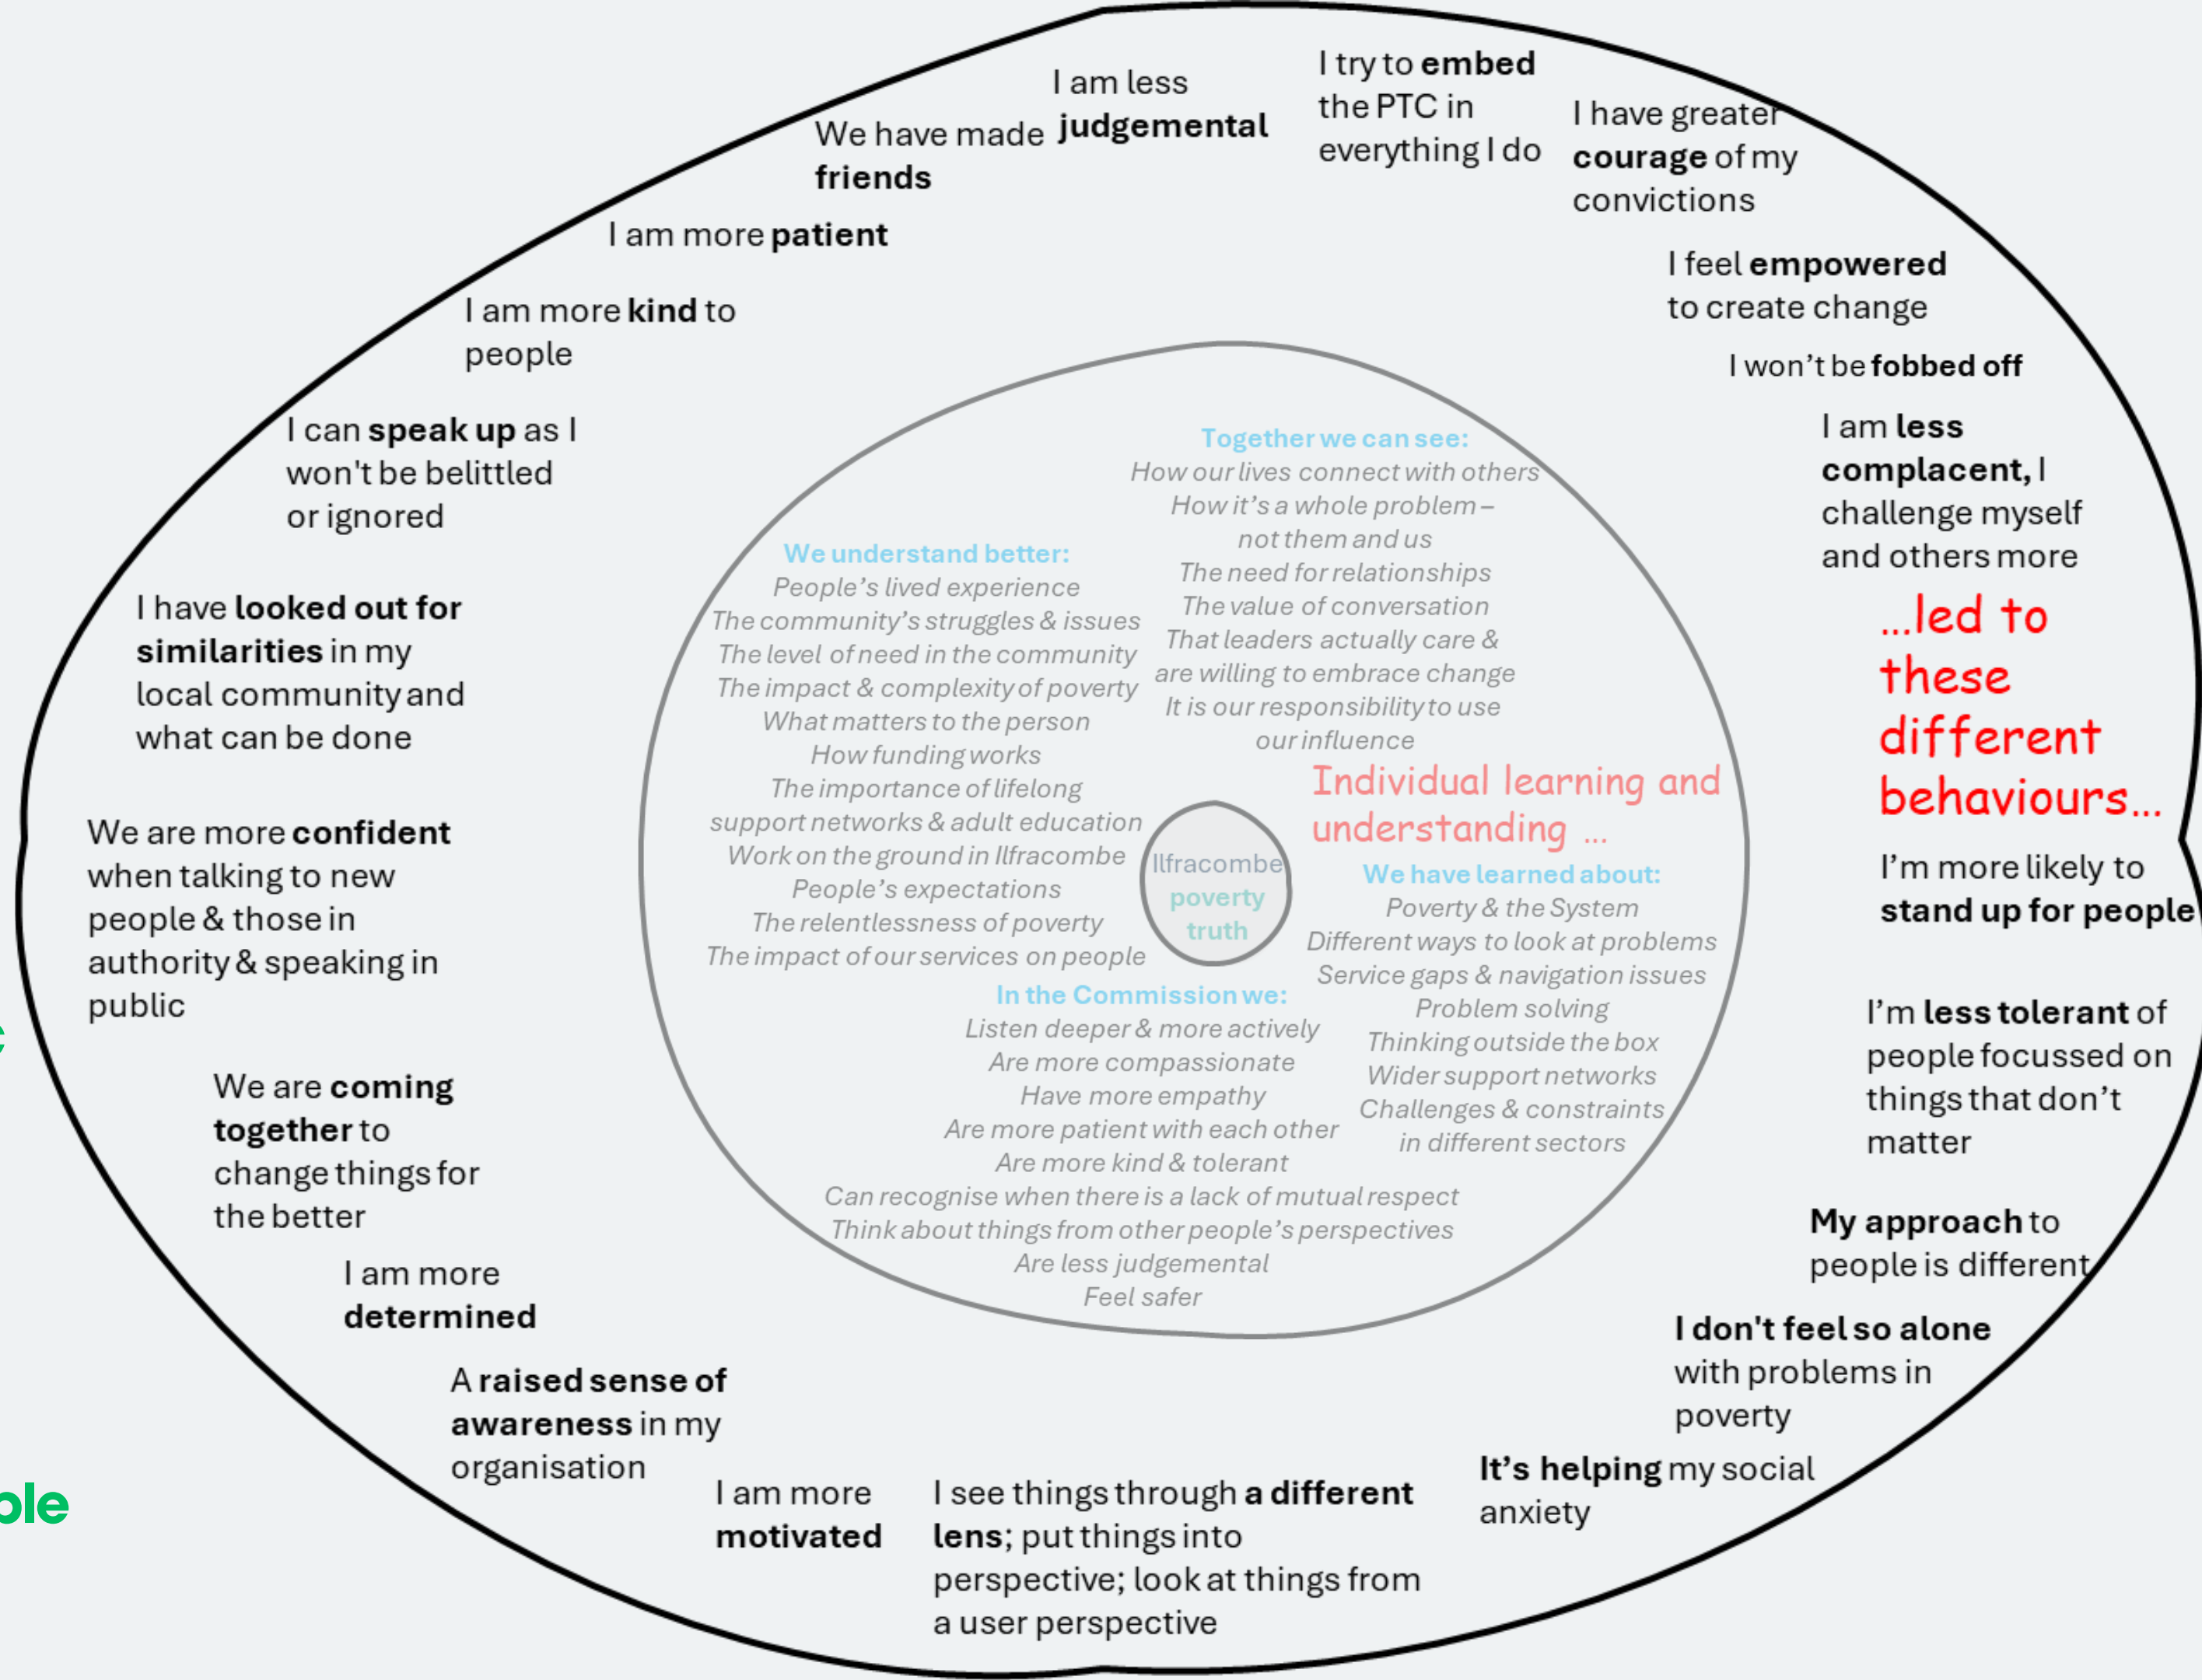 I am less
judgemental
I try to embed
the PTC in
everything I do
I have greater
courage of my
convictions
We have made
friends
I am more patient
I feel empowered
to create change
I am more kind to
people
I won't be fobbed off
I can speak up as I
won't be belittled
or ignored
I am less
complacent, I
challenge myself
and others more
I have looked out for
similarities in my
local community and
what can be done
...led to
these
different
behaviours...
We are more confident
when talking to new
people & those in
authority & speaking in
public
I'm more likely to
stand up for people
We are coming
together to
change things for
the better
I'm less tolerant of
people focussed on
things that don't
matter
I am more
determined
My approach to
people is different
A raised sense of
awareness in my
organisation
I don't feel so alone
with problems in
poverty
I am more
motivated
I see things through a different
lens; put things into
perspective; look at things from
a user perspective
It's helping my social
anxiety
Together we can see:
How our lives connect with others
How it's a whole problem –
not them and us
The need for relationships
The value of conversation
That leaders actually care &
are willing to embrace change
It is our responsibility to use
our influence
We understand better:
People's lived experience
The community's struggles & issues
The level of need in the community
The impact & complexity of poverty
What matters to the person
How funding works
The importance of lifelong
support networks & adult education
Work on the ground in Ilfracombe
People's expectations
The relentlessness of poverty
The impact of our services on people
Individual learning and
understanding ...
Ilfracombe
poverty
truth
We have learned about:
Poverty & the System
Different ways to look at problems
Service gaps & navigation issues
Problem solving
Thinking outside the box
Wider support networks
Challenges & constraints
in different sectors
In the Commission we:
Listen deeper & more actively
Are more compassionate
Have more empathy
Are more patient with each other
Are more kind & tolerant
Can recognise when there is a lack of mutual respect
Think about things from other people's perspectives
Are less judgemental
Feel safer